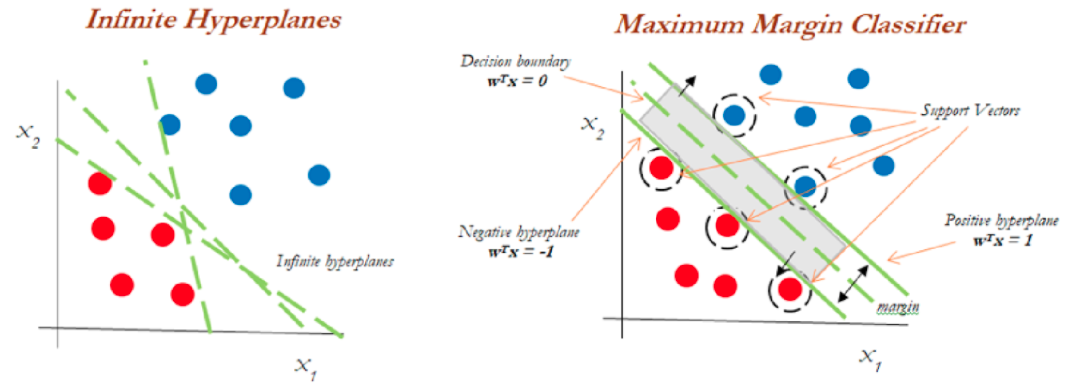 Infinite Hyperplanes
X2
Infinite hyperplanes
X1
Maximum Margin Classifier
Decision boundary
wᵀx = 0
X2
Support Vectors
Negative hyperplane
wᵀx = -1
Positive hyperplane
wᵀx = 1
margin
X1